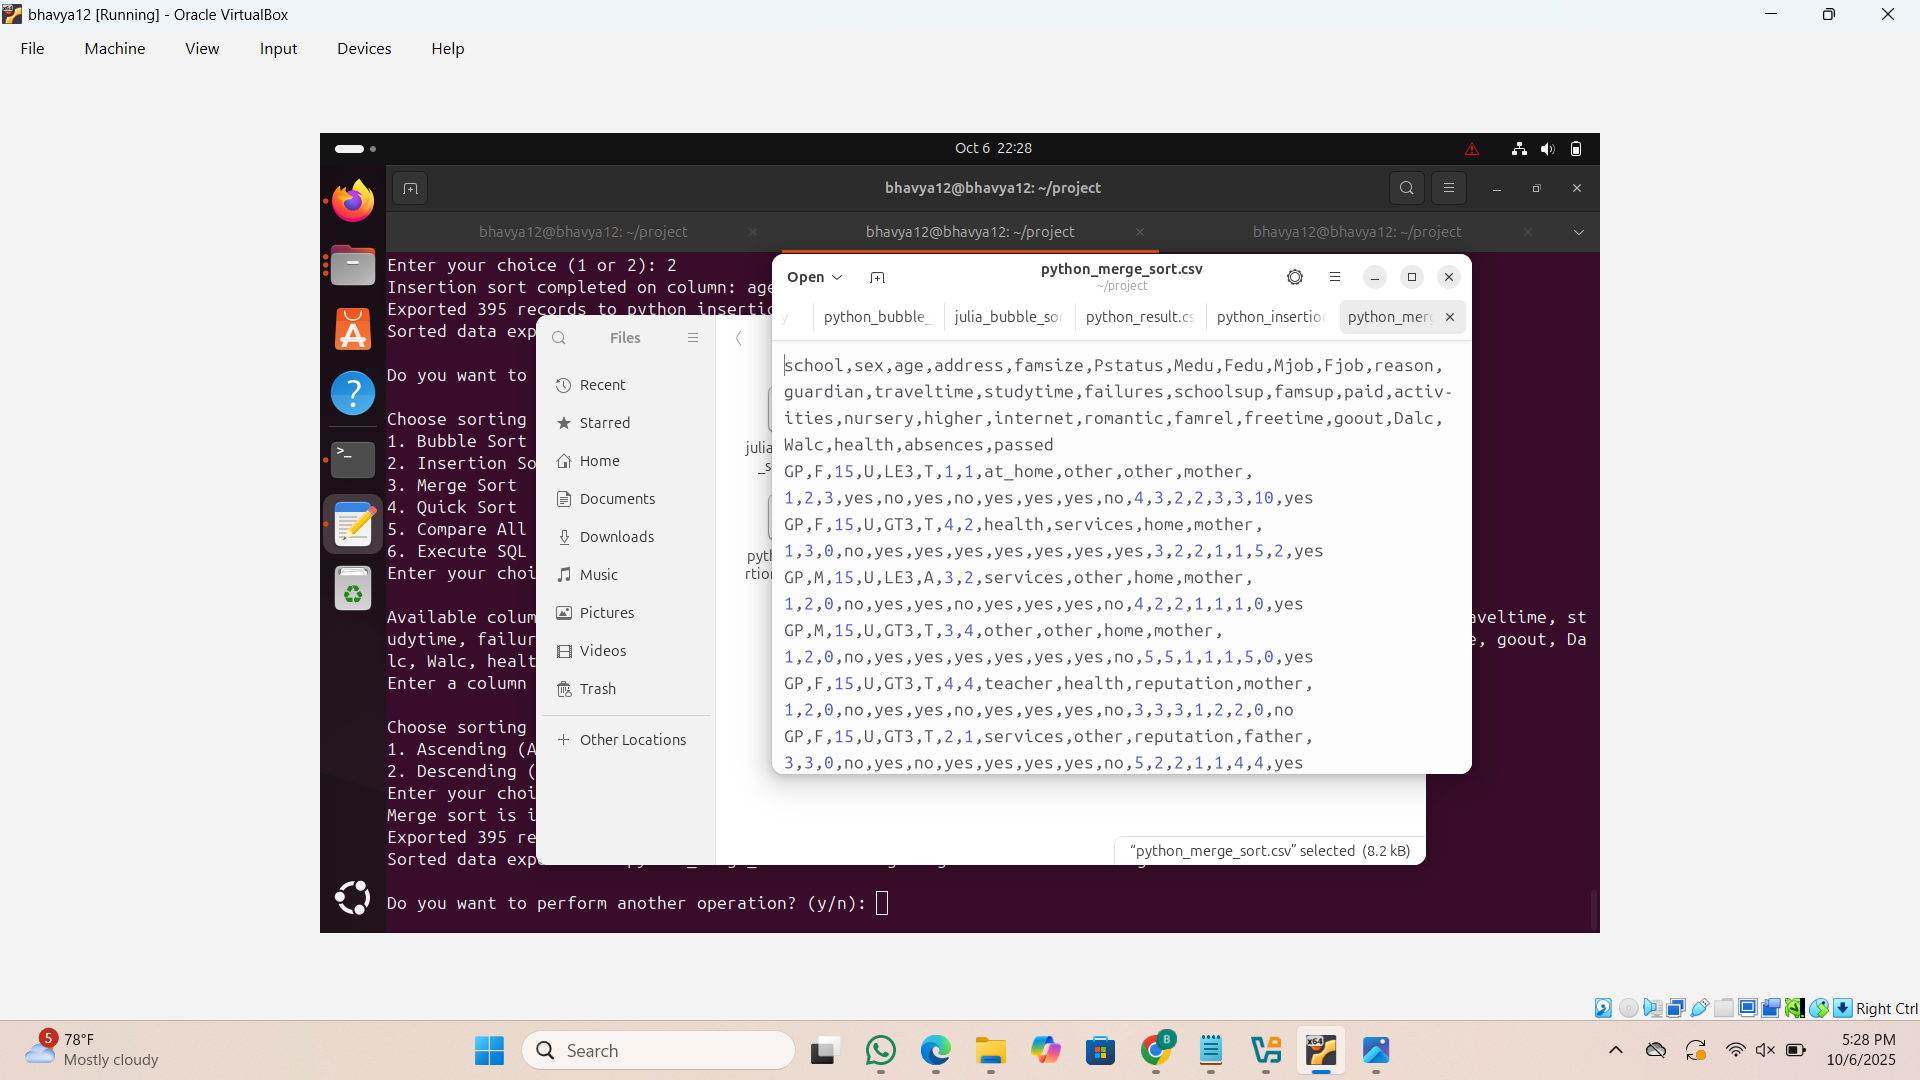 bhavya12 [Running] - Oracle VirtualBox
File Machine View Input Devices Help
Oct 6 22:28
bhavya12@bhavya12: ~/project
bhavya12@bhavya12: ~/project
bhavya12@bhavya12: ~/project
bhavya12@bhavya12: ~/project
Enter your choice (1 or 2): 2
Insertion sort completed on column: age
Exported 395 records to python_insertio
Sorted data exp
Do you want to
Choose sorting
1. Bubble Sort
2. Insertion So
3. Merge Sort
4. Quick Sort
5. Compare All
6. Execute SQL
Enter your choi
Available colum
aveltime, st
udytime, failur
e, goout, Da
lc, Walc, healt
Enter a column
Choose sorting
1. Ascending (A
2. Descending (
Enter your choi
Merge sort is i
Exported 395 re
Sorted data exp
Do you want to perform another operation? (y/n):
Files
Recent
Starred
Home
Documents
Downloads
Music
Pictures
Videos
Trash
Other Locations
julia
_s
pyth
rtion
"python_merge_sort.csv" selected (8.2 kB)
Open
python_merge_sort.csv
~/project
python_bubble_
julia_bubble_sor
python_result.cs
python_insertion
python_merg
school,sex,age,address,famsize,Pstatus,Medu,Fedu,Mjob,Fjob,reason,
guardian,traveltime,studytime,failures,schoolsup,famsup,paid,activ-
ities,nursery,higher,internet,romantic,famrel,freetime,goout,Dalc,
Walc,health,absences,passed
GP,F,15,U,LE3,T,1,1,at_home,other,other,mother,
1,2,3,yes,no,yes,no,yes,yes,yes,no,4,3,2,2,3,3,10,yes
GP,F,15,U,GT3,T,4,2,health,services,home,mother,
1,3,0,no,yes,yes,yes,yes,yes,yes,yes,3,2,2,1,1,5,2,yes
GP,M,15,U,LE3,A,3,2,services,other,home,mother,
1,2,0,no,yes,yes,no,yes,yes,yes,no,4,2,2,1,1,1,0,yes
GP,M,15,U,GT3,T,3,4,other,other,home,mother,
1,2,0,no,yes,yes,yes,yes,yes,yes,no,5,5,1,1,1,5,0,yes
GP,F,15,U,GT3,T,4,4,teacher,health,reputation,mother,
1,2,0,no,yes,yes,no,yes,yes,yes,no,3,3,3,1,2,2,0,no
GP,F,15,U,GT3,T,2,1,services,other,reputation,father,
3,3,0,no,yes,no,yes,yes,yes,yes,no,5,2,2,1,1,4,4,yes
Right Ctrl
5
78°F
Mostly cloudy
Search
5:28 PM
10/6/2025